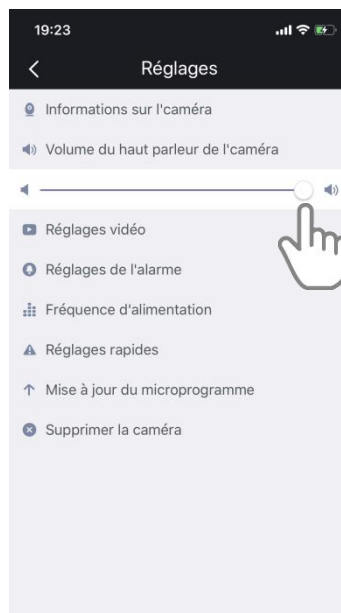 19:23
Réglages
Informations sur l'caméra
Volume du haut parleur de l'caméra
Réglages vidéo
Réglages de l'alarme
Fréquence d'alimentation
Réglages rapides
Mise à jour du microprogramme
Supprimer la caméra